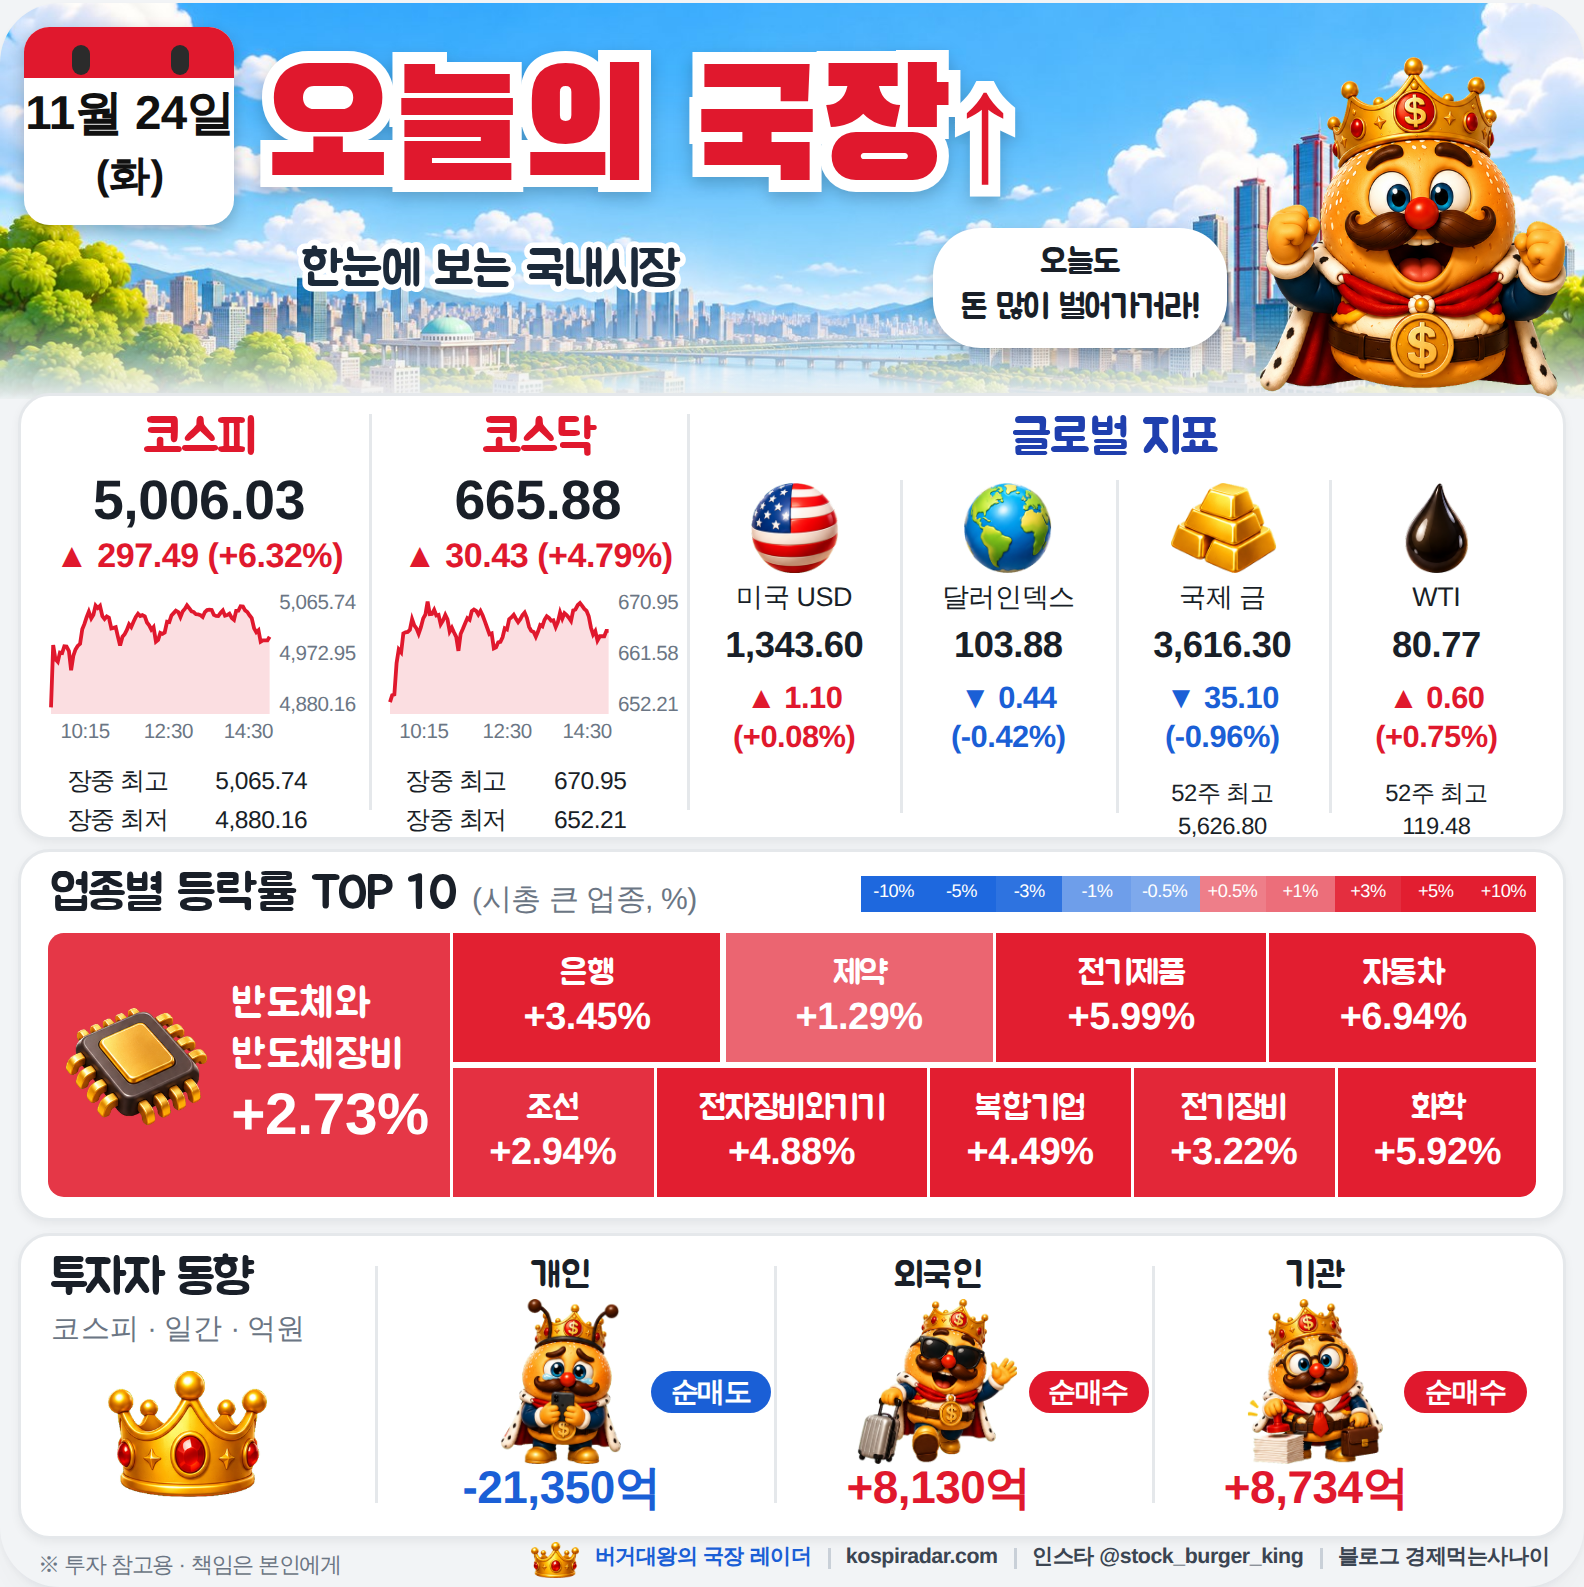 11월 24일
(화)
오늘의 국장↑
한눈에 보는 국내시장
오늘도
돈 많이 벌어가거라!
코스피
5,006.03
▲ 297.49 (+6.32%)
5,065.74
4,972.95
4,880.16
10:15 12:30 14:30
장중 최고 5,065.74
장중 최저 4,880.16
코스닥
665.88
▲ 30.43 (+4.79%)
670.95
661.58
652.21
10:15 12:30 14:30
장중 최고 670.95
장중 최저 652.21
글로벌 지표
미국 USD
1,343.60
▲ 1.10
(+0.08%)
달러인덱스
103.88
▼ 0.44
(-0.42%)
국제 금
3,616.30
▼ 35.10
(-0.96%)
52주 최고
5,626.80
WTI
80.77
▲ 0.60
(+0.75%)
52주 최고
119.48
업종별 등락률 TOP 10 (시총 큰 업종, %)
-10% -5% -3% -1% -0.5% +0.5% +1% +3% +5% +10%
반도체와
반도체장비
+2.73%
은행
+3.45%
제약
+1.29%
전기제품
+5.99%
자동차
+6.94%
조선
+2.94%
전자장비와기기
+4.88%
복합기업
+4.49%
전기장비
+3.22%
화학
+5.92%
투자자 동향
코스피 · 일간 · 억원
개인
순매도
-21,350억
외국인
순매수
+8,130억
기관
순매수
+8,734억
※ 투자 참고용 · 책임은 본인에게
버거대왕의 국장 레이더 | kospiradar.com | 인스타 @stock_burger_king | 블로그 경제먹는사나이